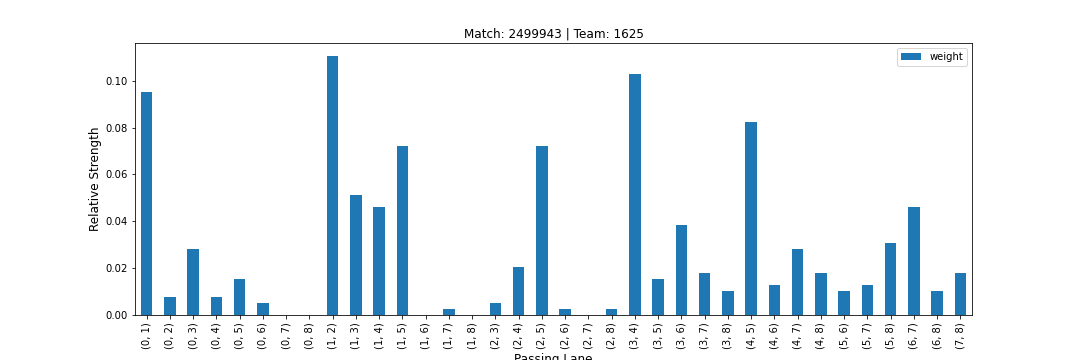 Match: 2499943 | Team: 1625
weight
Relative Strength
0.10
0.08
0.06
0.04
0.02
0.00
(0, 1) (0, 2) (0, 3) (0, 4) (0, 5) (0, 6) (0, 7) (0, 8) (1, 2) (1, 3) (1, 4) (1, 5) (1, 6) (1, 7) (1, 8) (2, 3) (2, 4) (2, 5) (2, 6) (2, 7) (2, 8) (3, 4) (3, 5) (3, 6) (3, 7) (3, 8) (4, 5) (4, 6) (4, 7) (4, 8) (5, 6) (5, 7) (5, 8) (6, 7) (6, 8) (7, 8)
Passing Lane